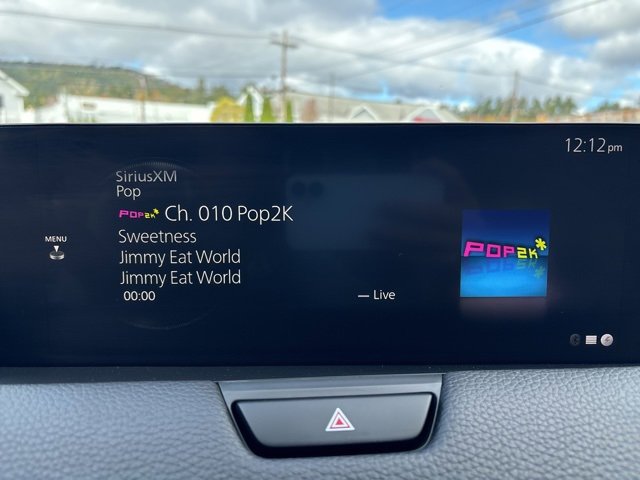 12:12pm
SiriusXM
Pop
POP2K* Ch. 010 Pop2K
MENU
Sweetness
Jimmy Eat World
Jimmy Eat World
00:00
— Live
POP2K*